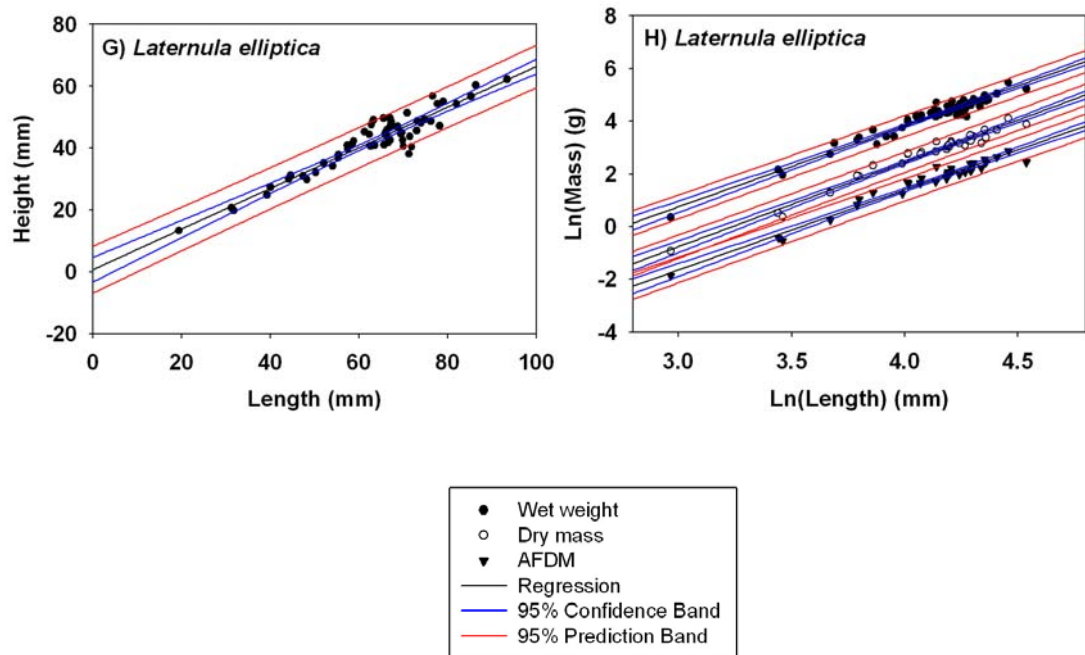 G) Laternula elliptica
Height (mm)
80
60
40
20
0
-20
0 20 40 60 80 100
Length (mm)
H) Laternula elliptica
Ln(Mass) (g)
8
6
4
2
0
-2
-4
3.0 3.5 4.0 4.5
Ln(Length) (mm)
Wet weight
Dry mass
AFDM
Regression
95% Confidence Band
95% Prediction Band